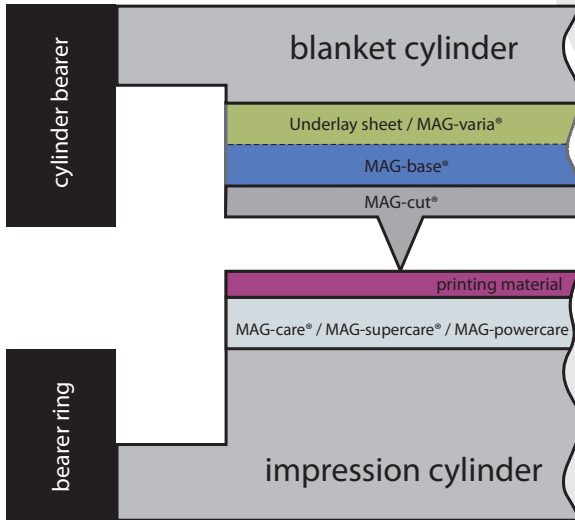 blanket cylinder
cylinder bearer
Underlay sheet / MAG-varia®
MAG-base®
MAG-cut®
printing material
MAG-care® / MAG-supercare® / MAG-powercare
bearer ring
impression cylinder